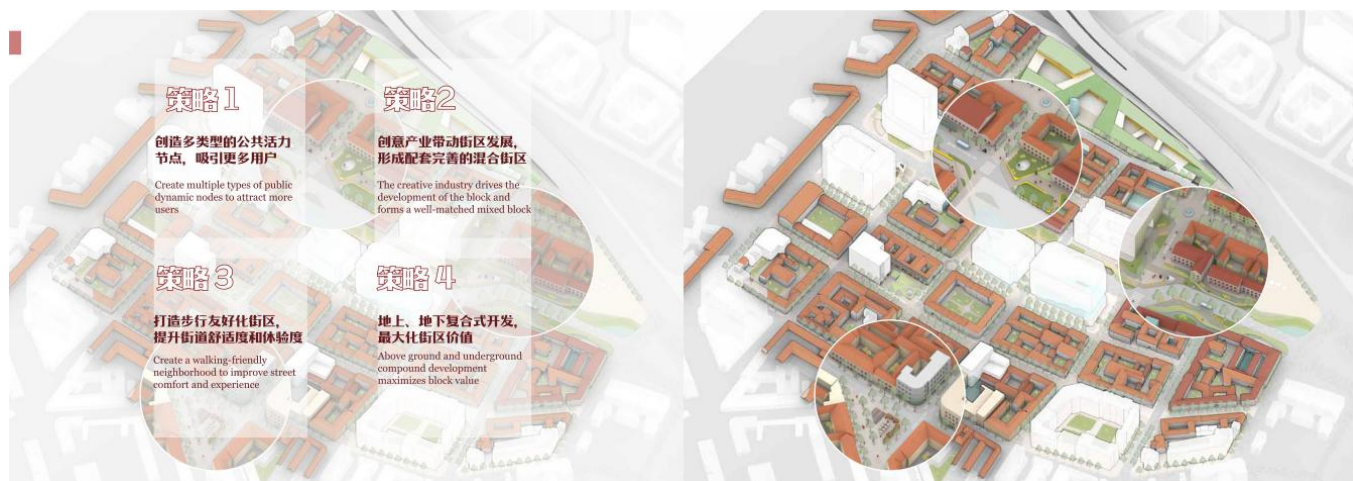 策略1
创造多类型的公共活力
节点，吸引更多用户
Create multiple types of public
dynamic nodes to attract more
users
策略2
创意产业带动街区发展，
形成配套完善的混合街区
The creative industry drives the
development of the block and
forms a well-matched mixed block
策略3
打造步行友好化街区，
提升街道舒适度和体验度
Create a walking-friendly
neighborhood to improve street
comfort and experience
策略4
地上、地下复合式开发，
最大化街区价值
Above ground and underground
compound development
maximizes block value